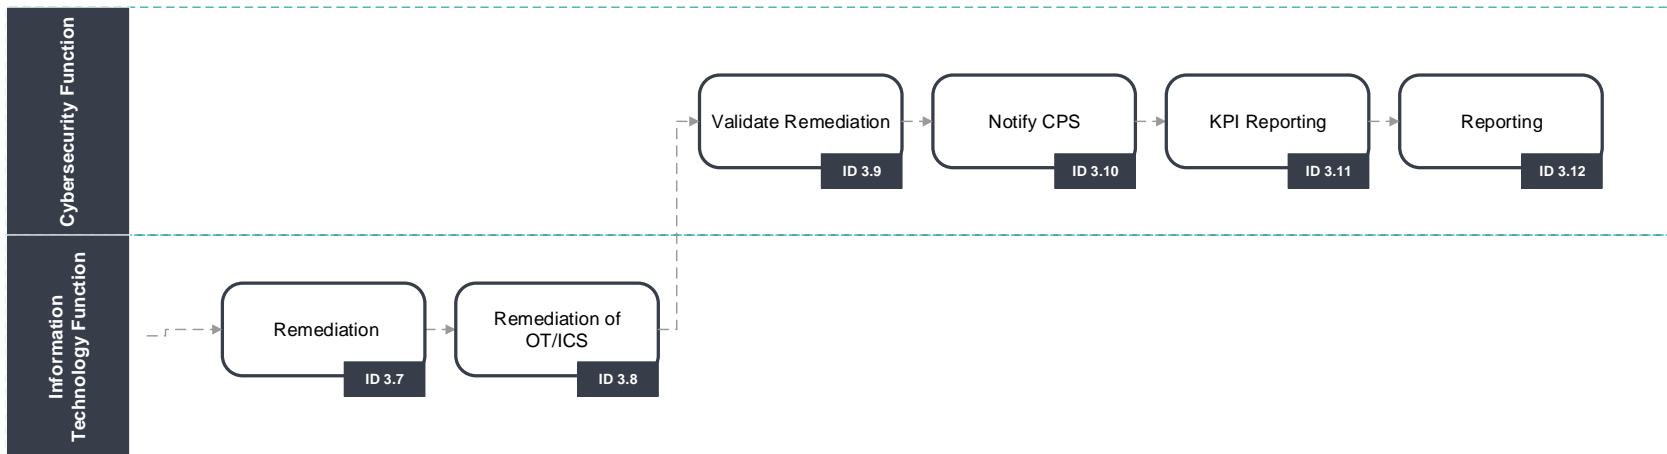 Cybersecurity Function
Validate Remediation
ID 3.9
Notify CPS
ID 3.10
KPI Reporting
ID 3.11
Reporting
ID 3.12
Information
Technology Function
Remediation
ID 3.7
Remediation of
OT/ICS
ID 3.8